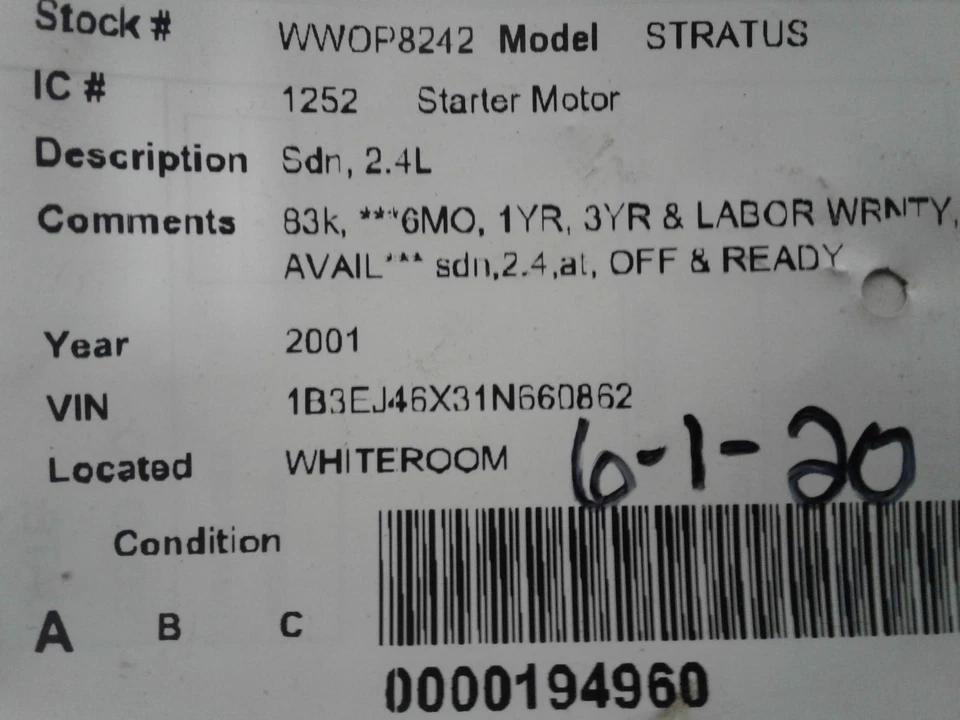 Stock # WWOP8242 Model STRATUS
IC # 1252 Starter Motor
Description Sdn, 2.4L
Comments 83k, ***6MO, 1YR, 3YR & LABOR WRNTY,
AVAIL*** sdn,2.4,at, OFF & READY
Year 2001
VIN 1B3EJ46X31N660862
Located WHITEROOM
6-1-20
Condition
A B C
0000194960